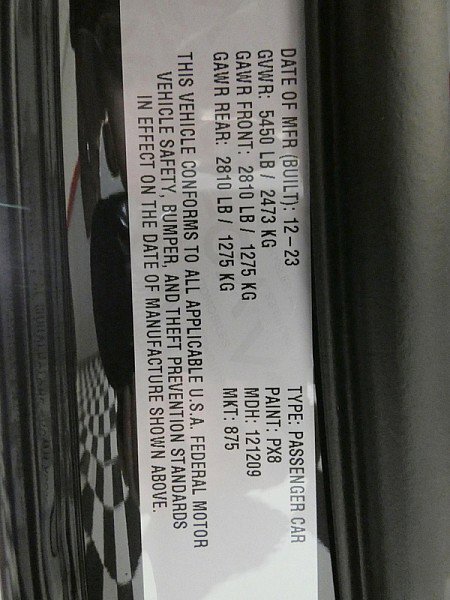 DATE OF MFR (BUILT): 12-23 TYPE: PASSENGER CAR
GVWR: 5450 LB / 2473 KG PAINT: PX8
GAWR FRONT: 2810 LB / 1275 KG MDH: 121209
GAWR REAR: 2810 LB / 1275 KG MKT: 875
THIS VEHICLE CONFORMS TO ALL APPLICABLE U.S.A. FEDERAL MOTOR
VEHICLE SAFETY, BUMPER, AND THEFT PREVENTION STANDARDS
IN EFFECT ON THE DATE OF MANUFACTURE SHOWN ABOVE.